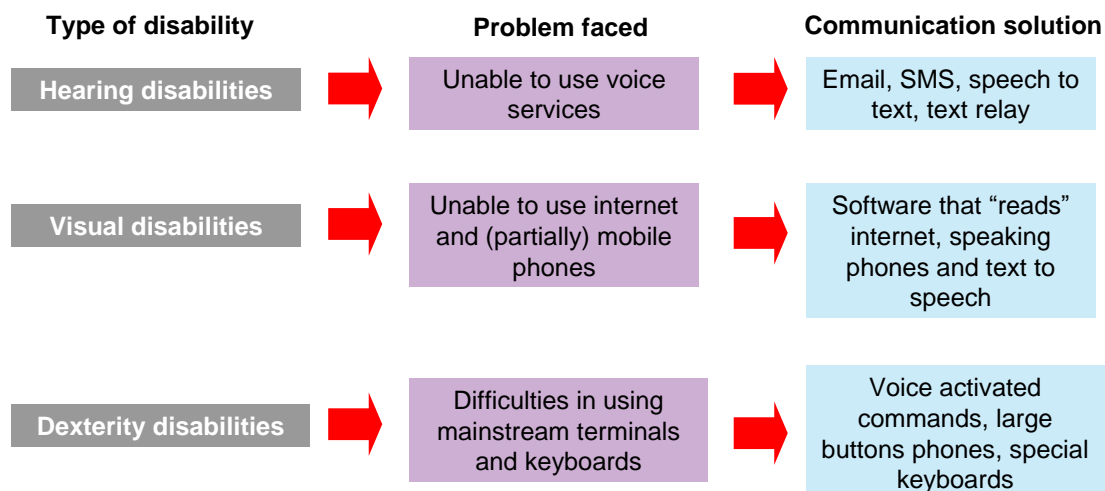 Type of disability
Problem faced
Communication solution
Hearing disabilities
Unable to use voice
services
Email, SMS, speech to
text, text relay
Visual disabilities
Unable to use internet
and (partially) mobile
phones
Software that “reads”
internet, speaking
phones and text to
speech
Dexterity disabilities
Difficulties in using
mainstream terminals
and keyboards
Voice activated
commands, large
buttons phones, special
keyboards